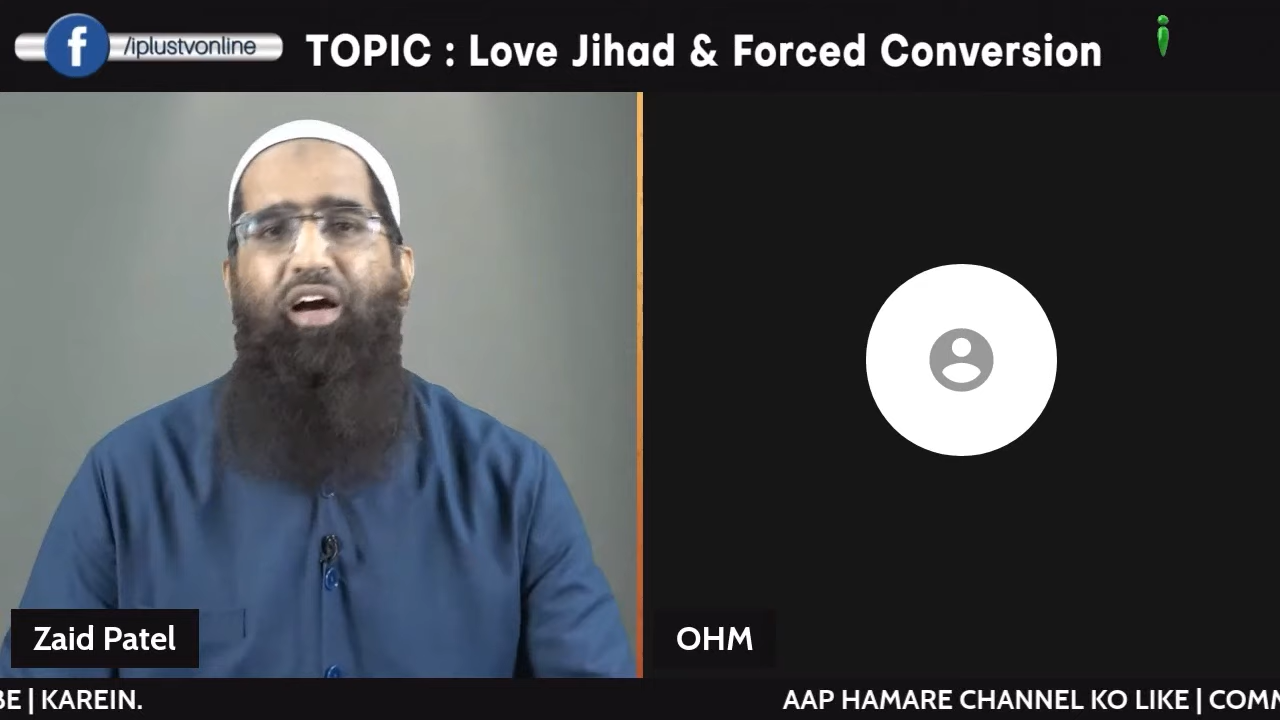 f /iplustvonline
TOPIC : Love Jihad & Forced Conversion
Zaid Patel
OHM
BE | KAREIN.
AAP HAMARE CHANNEL KO LIKE | COMM